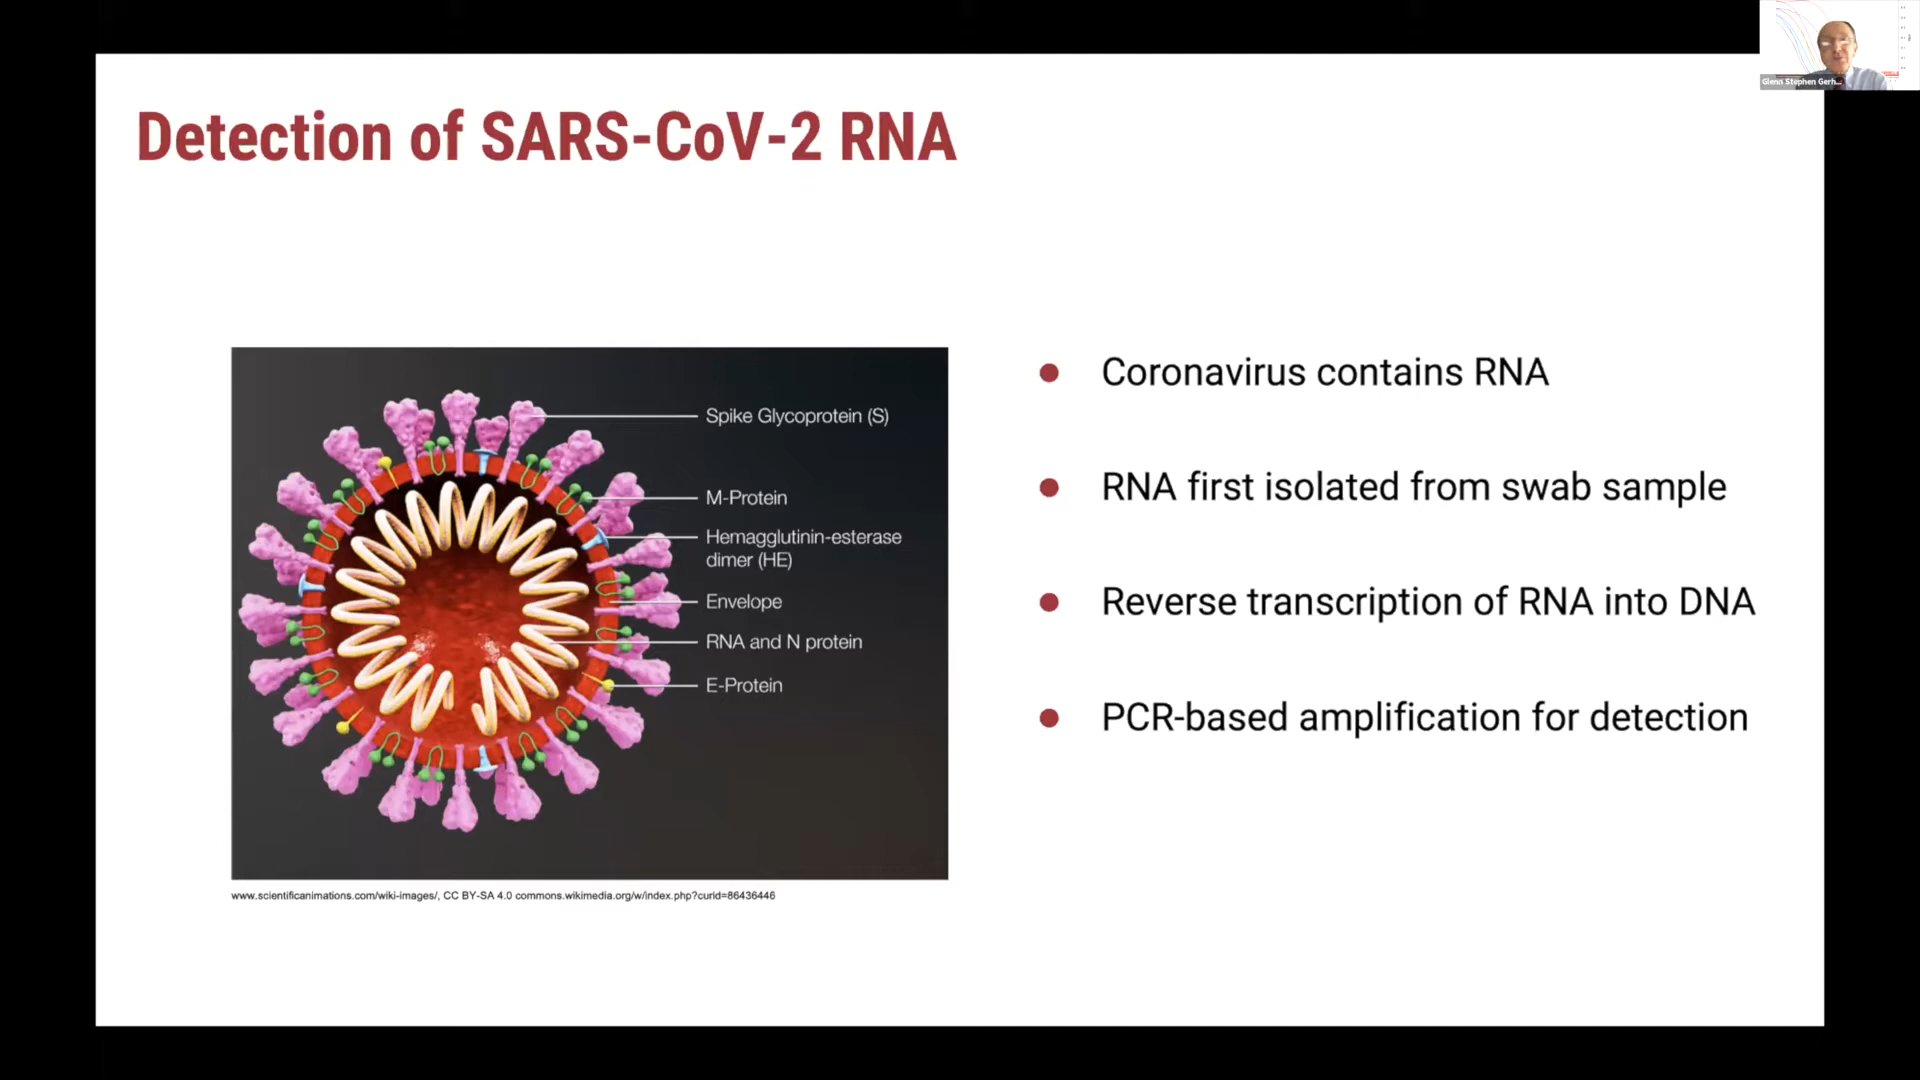 Glenn Stephen Gerh...
Detection of SARS-CoV-2 RNA
Spike Glycoprotein (S)
M-Protein
Hemagglutinin-esterase
dimer (HE)
Envelope
RNA and N protein
E-Protein
www.scientificanimations.com/wiki-images/, CC BY-SA 4.0 commons.wikimedia.org/w/index.php?curid=86436446
Coronavirus contains RNA
RNA first isolated from swab sample
Reverse transcription of RNA into DNA
PCR-based amplification for detection